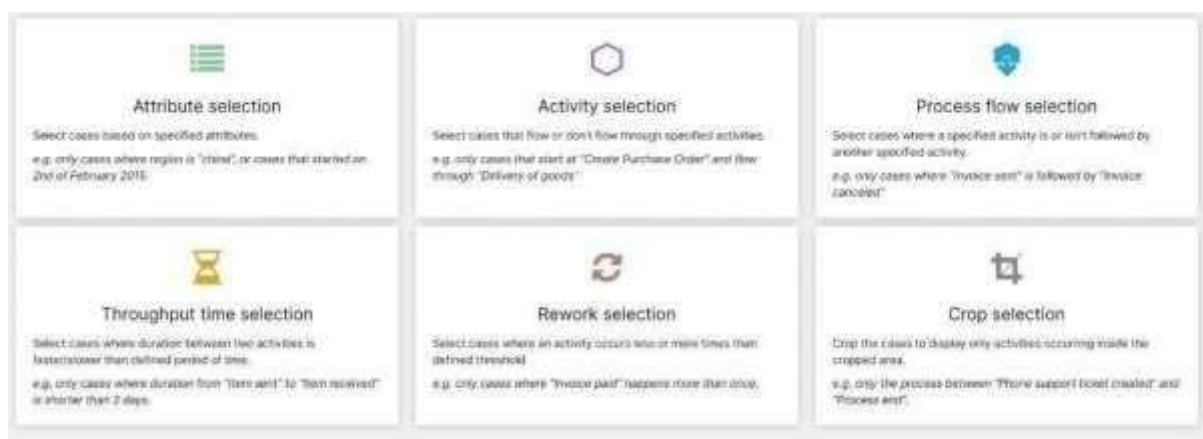 Attribute selection
Select cases based on specified attributes.
e.g. only cases where region is "china", or cases that started on
2nd of February 2015.
Activity selection
Select cases that flow or don't flow through specified activities.
e.g. only cases that start at "Create Purchase Order" and flow
through "Delivery of goods"
Process flow selection
Select cases where a specified activity is or isn't followed by
another specified activity.
e.g. only cases where "Invoice sent" is followed by "Invoice
canceled"
Throughput time selection
Select cases where duration between two activities is
faster/slower than defined period of time.
e.g. only cases where duration from "Item sent" to "Item received"
is shorter than 2 days.
Rework selection
Select cases where an activity occurs less or more times than
defined threshold
e.g. only cases where "Invoice paid" happens more than once.
Crop selection
Crop the cases to display only activities occuring inside the
cropped area.
e.g. only the process between "Phone support ticket created" and
"Process end".